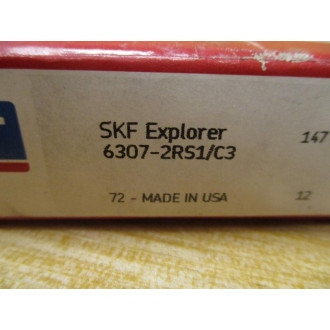 SKF Explorer
6307-2RS1/C3
147
72 - MADE IN USA
12